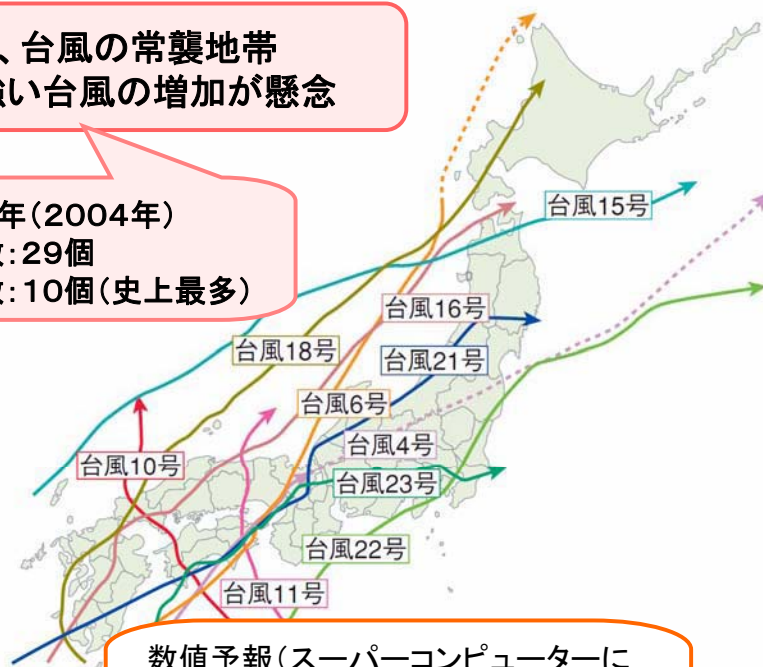 、台風の常襲地帯
強い台風の増加が懸念
年(2004年)
数:29個
数:10個(史上最多)
台風15号
台風16号
台風18号
台風21号
台風6号
台風4号
台風10号
台風23号
台風22号
台風11号
数値予報(スーパーコンピューターに